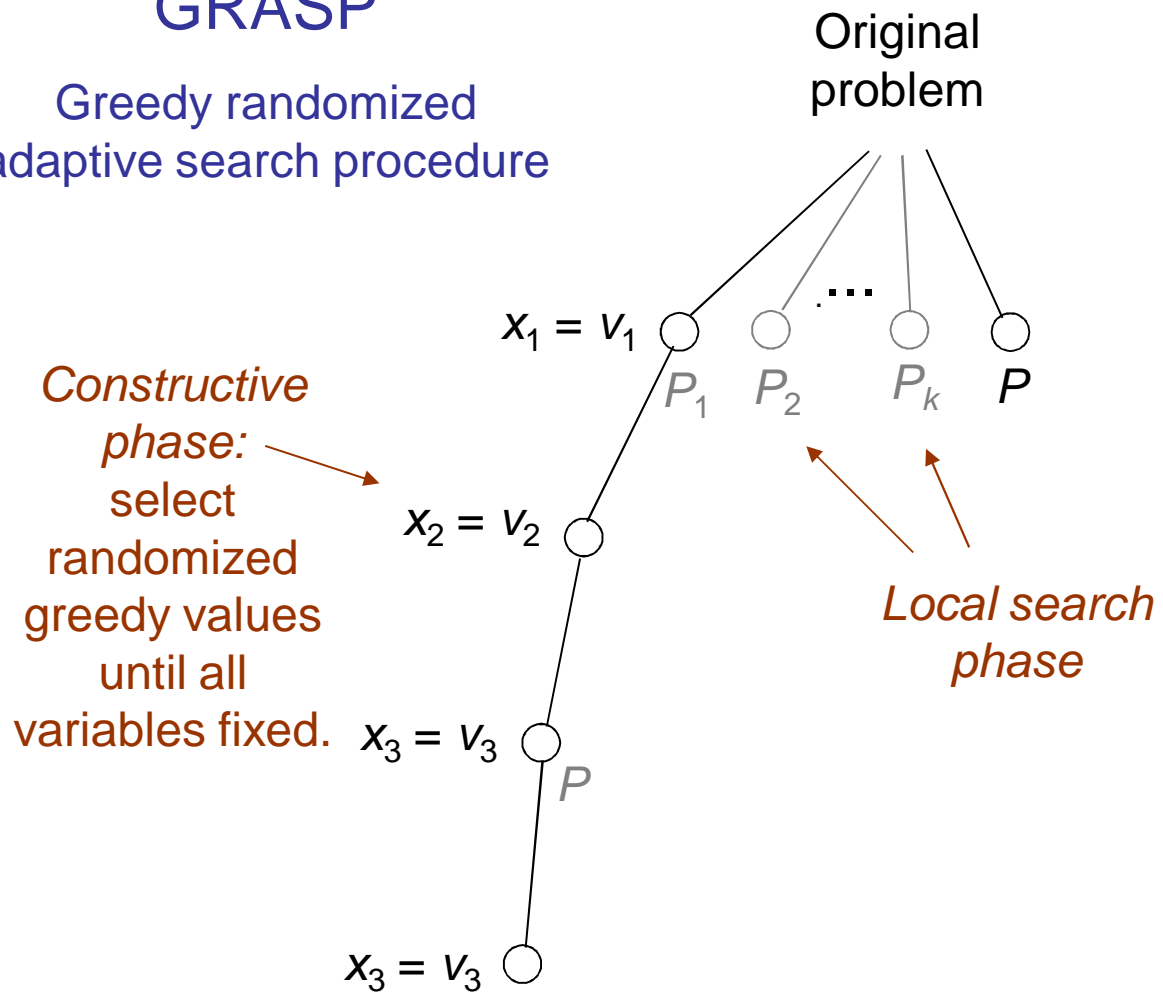 GRASP
Greedy randomized
adaptive search procedure
Original
problem
x₁ = v₁
P₁ P₂ ... Pₖ P
Constructive
phase:
select
randomized
greedy values
until all
variables fixed.
x₂ = v₂
Local search
phase
x₃ = v₃
P
x₃ = v₃